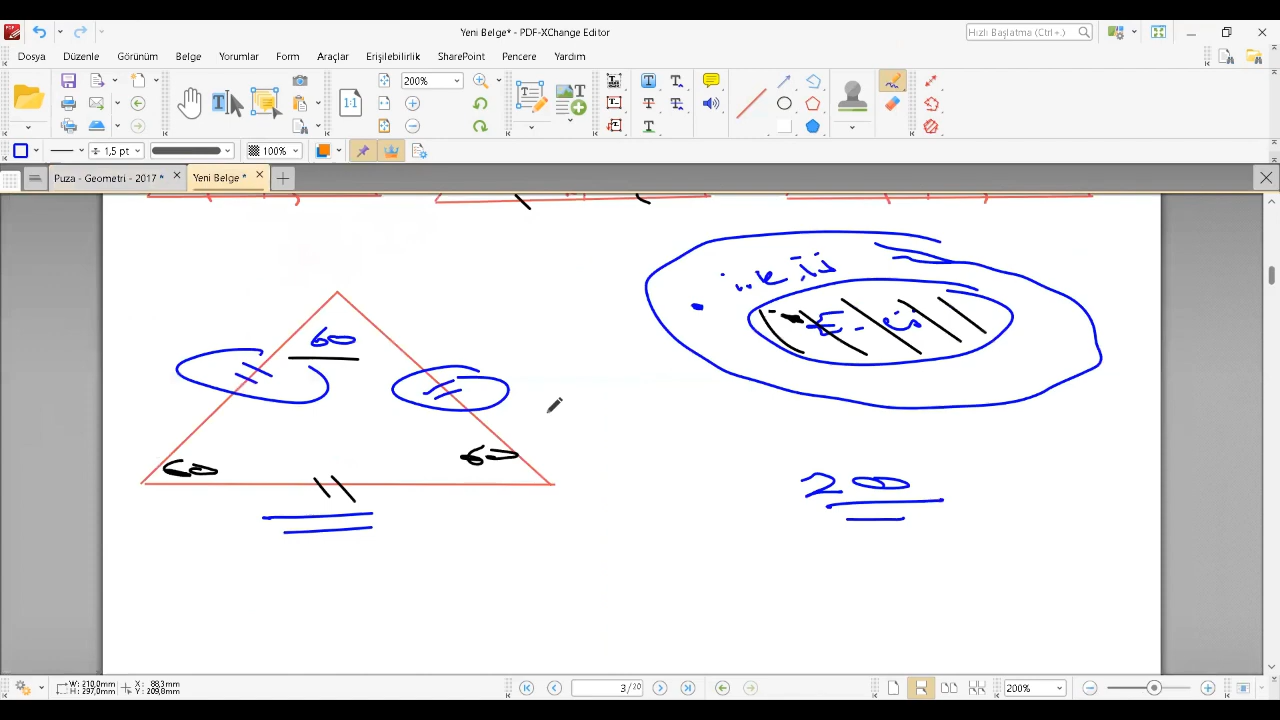 Yeni Belge* - PDF-XChange Editor
Hızlı Başlatma (Ctrl+.)
Dosya Düzenle Görünüm Belge Yorumlar Form Araçlar Erişilebilirlik SharePoint Pencere Yardım
200%
1,5 pt
100%
Puza - Geometri - 2017 *
Yeni Belge *
60
60
60
200
W: 210,0mm
H: 297,0mm
X: 88,3mm
Y: 209,8mm
3 / 20
200%